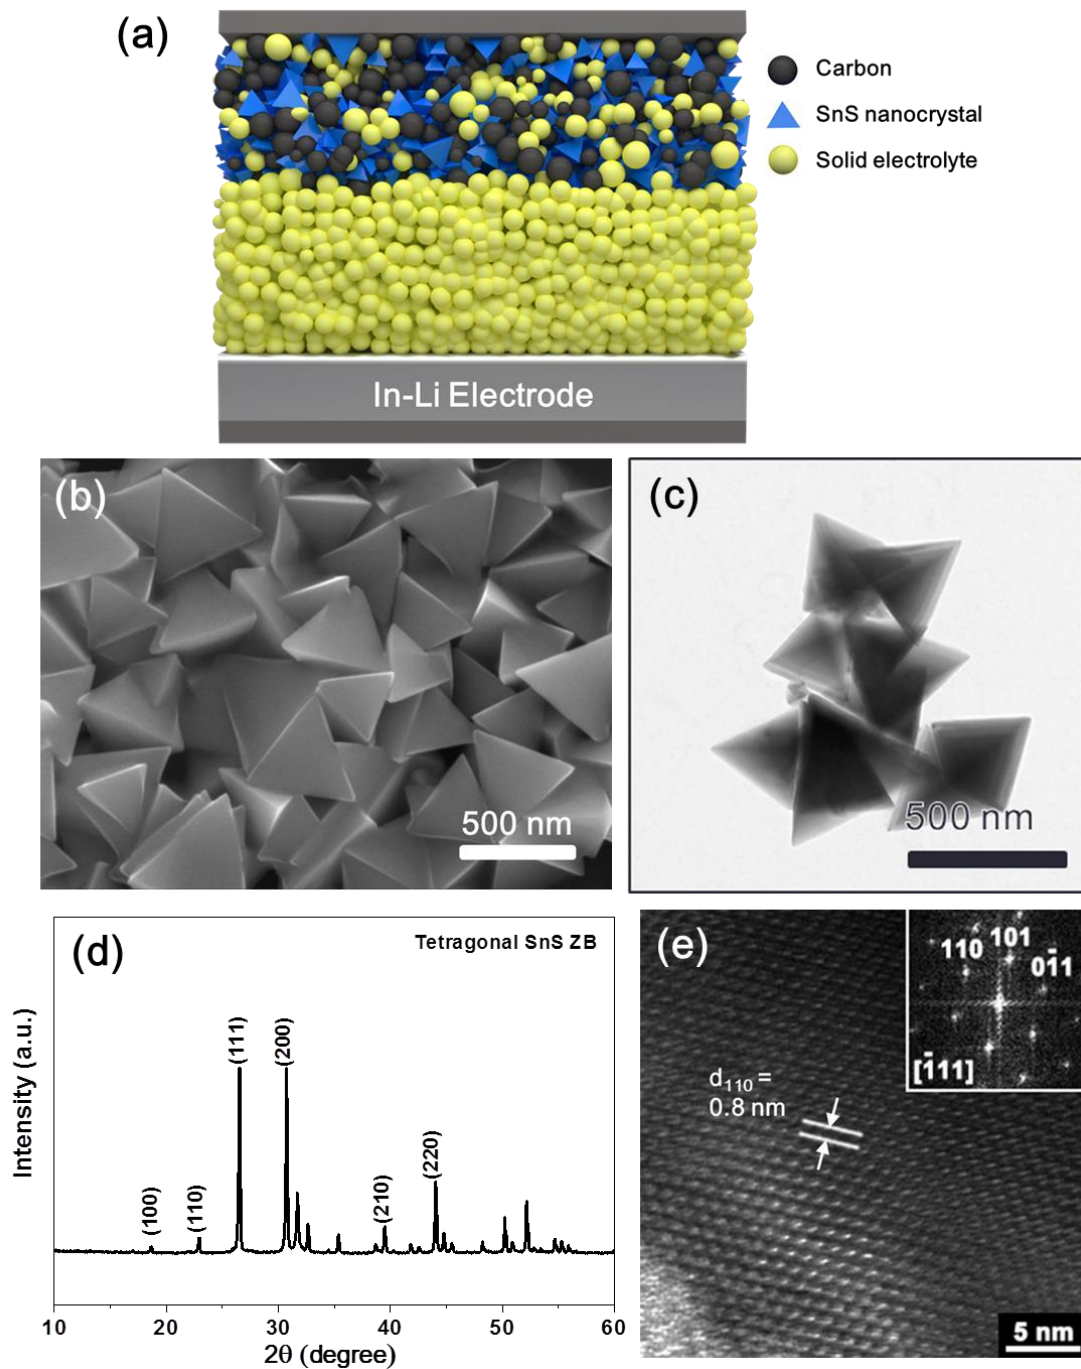 (a)
Carbon
SnS nanocrystal
Solid electrolyte
In-Li Electrode
(b)
500 nm
(c)
500 nm
(d)
Tetragonal SnS ZB
Intensity (a.u.)
(100)
(110)
(111)
(200)
(210)
(220)
10 20 30 40 50 60
2θ (degree)
(e)
110 101
01̄1
[1̄11]
d₁₁₀ =
0.8 nm
5 nm